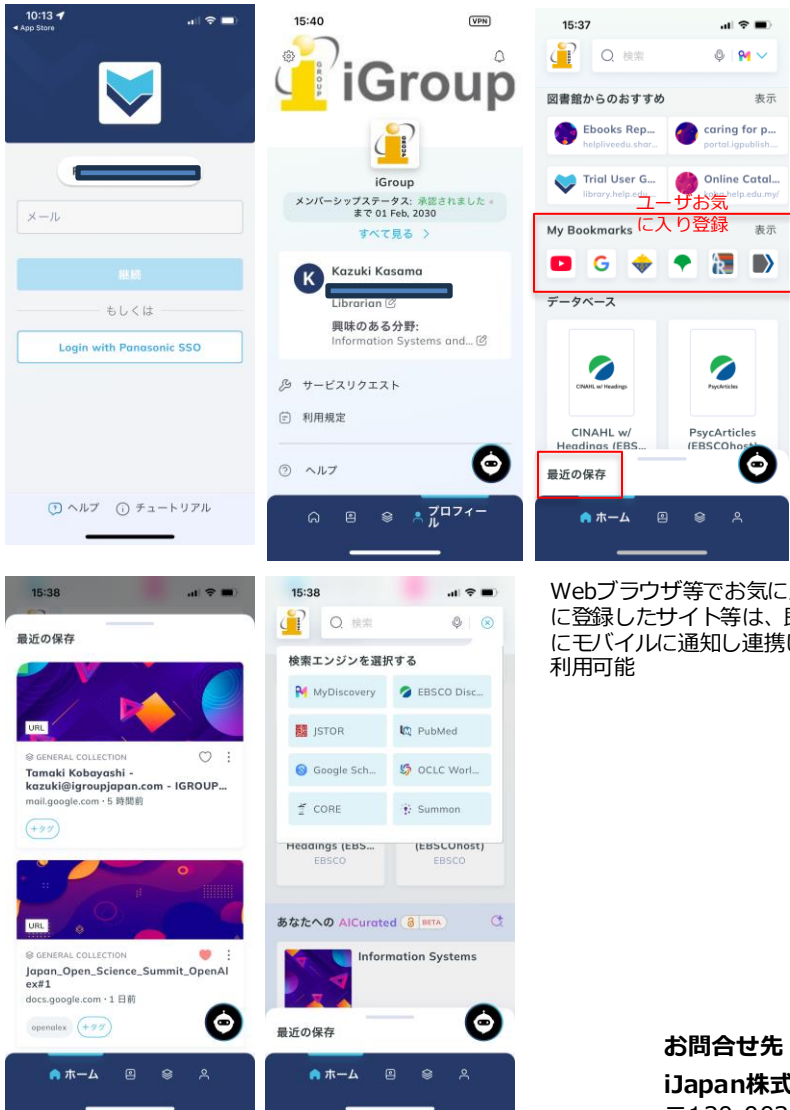 10:13
◀ App Store
メール
継続
もしくは
Login with Panasonic SSO
ヘルプ
チュートリアル
15:40
VPN
iGroup
GROUP
iGroup
メンバーシップステータス: 承認されました
まで 01 Feb, 2030
すべて見る >
K
Kazuki Kasama
Librarian
興味のある分野:
Information Systems and...
サービスリクエスト
利用規定
ヘルプ
プロフィー
ル
15:37
検索
図書館からのおすすめ
表示
Ebooks Rep...
helpliveedu.shar...
caring for p...
portal.igpublish...
Trial User G...
library.help.edu...
Online Catal...
koha.help.edu.my/
ユーザお気
に入り登録
My Bookmarks
表示
データベース
CINAHL w/ Headings
PsycArticles
CINAHL w/
Headings (EBS...
PsycArticles
(EBSCOhost)
最近の保存
ホーム
15:38
最近の保存
URL
GENERAL COLLECTION
Tamaki Kobayashi -
kazuki@igroupjapan.com - IGROUP...
mail.google.com・5 時間前
+タグ
URL
GENERAL COLLECTION
Japan_Open_Science_Summit_OpenAl
ex#1
docs.google.com・1 日前
openalex
+タグ
ホーム
15:38
検索
検索エンジンを選択する
MyDiscovery
EBSCO Disc...
JSTOR
PubMed
Google Sch...
OCLC Worl...
CORE
Summon
Headings (EBS...
EBSCO
(EBSCOhost)
EBSCO
あなたへの AICurated
BETA
Information Systems
最近の保存
ホーム
Webブラウザ等でお気に
に登録したサイト等は、
にモバイルに通知し連携
利用可能
お問合せ先
iJapan株式